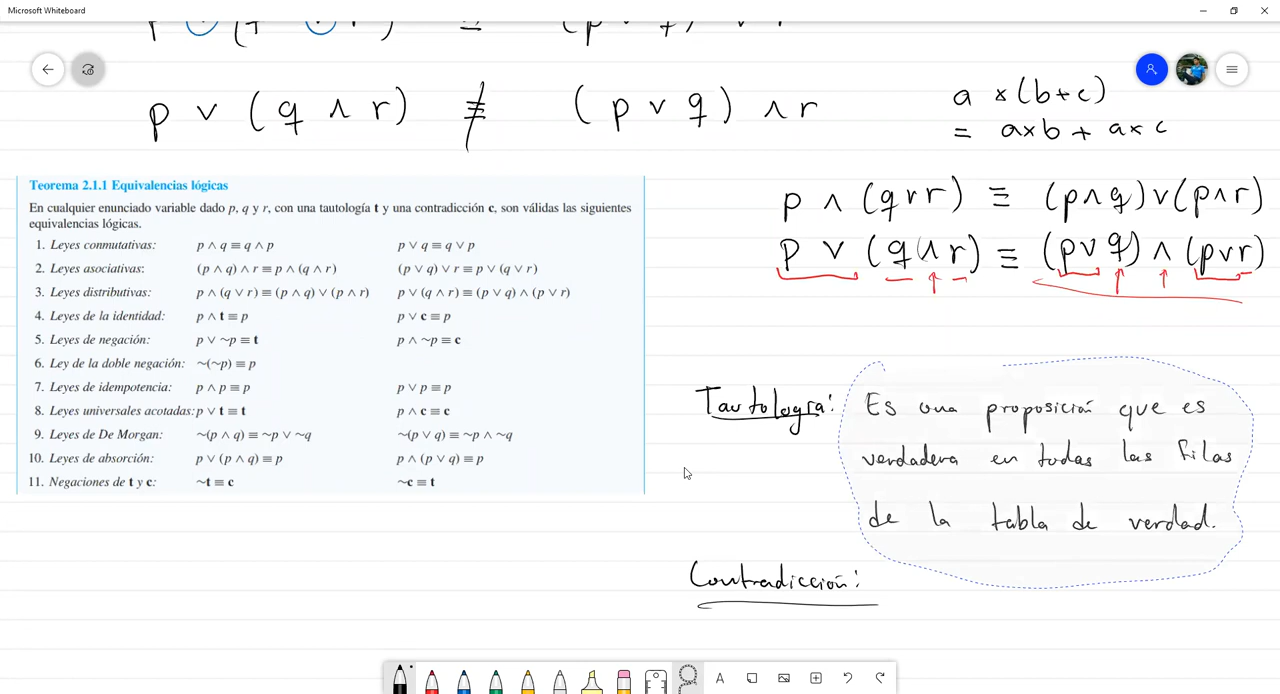 Microsoft Whiteboard
p ∨ (q ∧ r) ≢ (p ∨ q) ∧ r
a × (b+c)
= a×b + a×c
Teorema 2.1.1 Equivalencias lógicas
En cualquier enunciado variable dado p, q y r, con una tautología t y una contradicción c, son válidas las siguientes
equivalencias lógicas.
1. Leyes conmutativas: p ∧ q ≡ q ∧ p p ∨ q ≡ q ∨ p
2. Leyes asociativas: (p ∧ q) ∧ r ≡ p ∧ (q ∧ r) (p ∨ q) ∨ r ≡ p ∨ (q ∨ r)
3. Leyes distributivas: p ∧ (q ∨ r) ≡ (p ∧ q) ∨ (p ∧ r) p ∨ (q ∧ r) ≡ (p ∨ q) ∧ (p ∨ r)
4. Leyes de la identidad: p ∧ t ≡ p p ∨ c ≡ p
5. Leyes de negación: p ∨ ~p ≡ t p ∧ ~p ≡ c
6. Ley de la doble negación: ~(~p) ≡ p
7. Leyes de idempotencia: p ∧ p ≡ p p ∨ p ≡ p
8. Leyes universales acotadas: p ∨ t ≡ t p ∧ c ≡ c
9. Leyes de De Morgan: ~(p ∧ q) ≡ ~p ∨ ~q ~(p ∨ q) ≡ ~p ∧ ~q
10. Leyes de absorción: p ∨ (p ∧ q) ≡ p p ∧ (p ∨ q) ≡ p
11. Negaciones de t y c: ~t ≡ c ~c ≡ t
p ∧ (q ∨ r) ≡ (p ∧ q) ∨ (p ∧ r)
p ∨ (q ∧ r) ≡ (p ∨ q) ∧ (p ∨ r)
Tautología: Es una proposición que es
verdadera en todas las filas
de la tabla de verdad.
Contradicción: